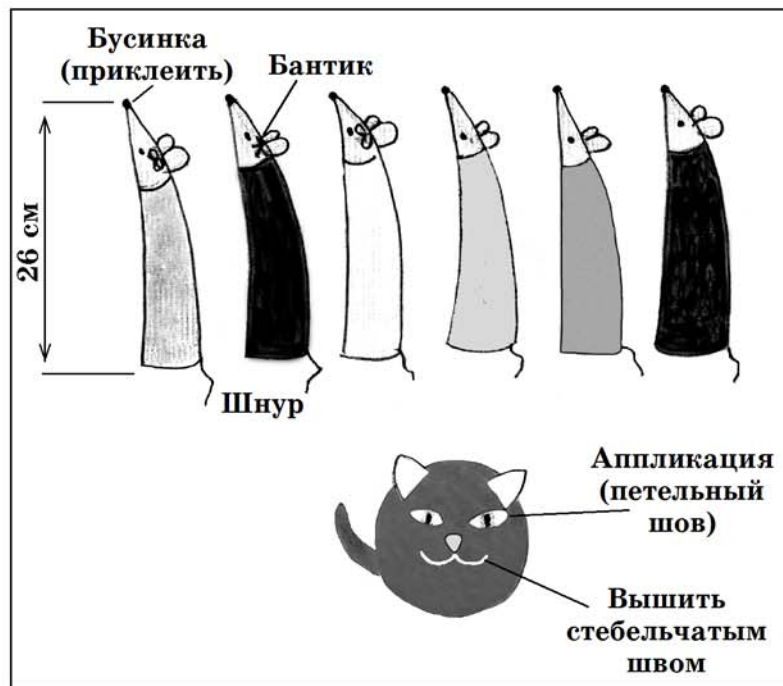 Бусинка
(приклеить)
Бантик
26 см
Шнур
Аппликация
(петельный
шов)
Вышить
стебельчатым
швом